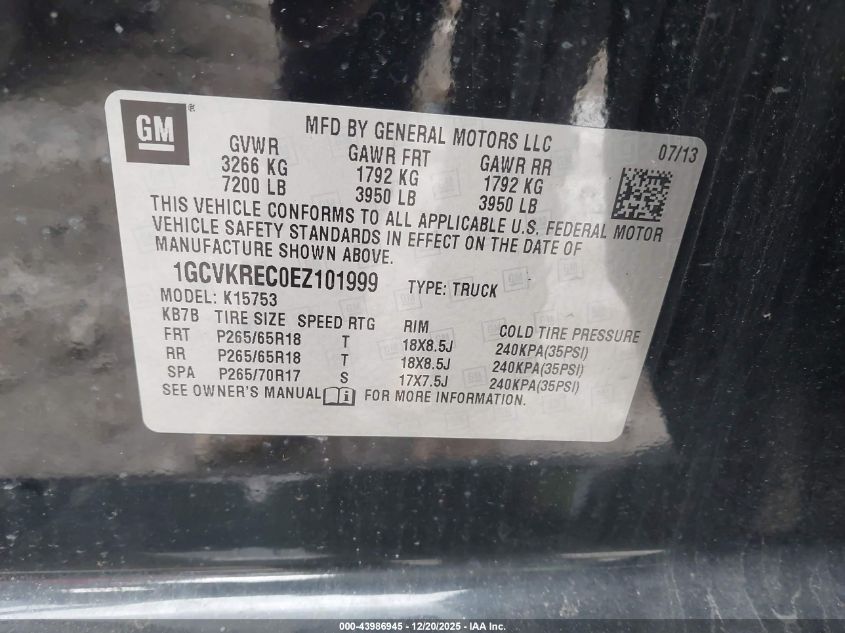 GM®
MFD BY GENERAL MOTORS LLC 07/13
GVWR GAWR FRT GAWR RR
3266 KG 1792 KG 1792 KG
7200 LB 3950 LB 3950 LB
THIS VEHICLE CONFORMS TO ALL APPLICABLE U.S. FEDERAL MOTOR
VEHICLE SAFETY STANDARDS IN EFFECT ON THE DATE OF
MANUFACTURE SHOWN ABOVE.
1GCVKREC0EZ101999 TYPE: TRUCK
MODEL: K15753
KB7B TIRE SIZE SPEED RTG RIM COLD TIRE PRESSURE
FRT P265/65R18 T 18X8.5J 240KPA(35PSI)
RR P265/65R18 T 18X8.5J 240KPA(35PSI)
SPA P265/70R17 S 17X7.5J 240KPA(35PSI)
SEE OWNER'S MANUAL FOR MORE INFORMATION.
000-43986945 - 12/20/2025 - IAA Inc.